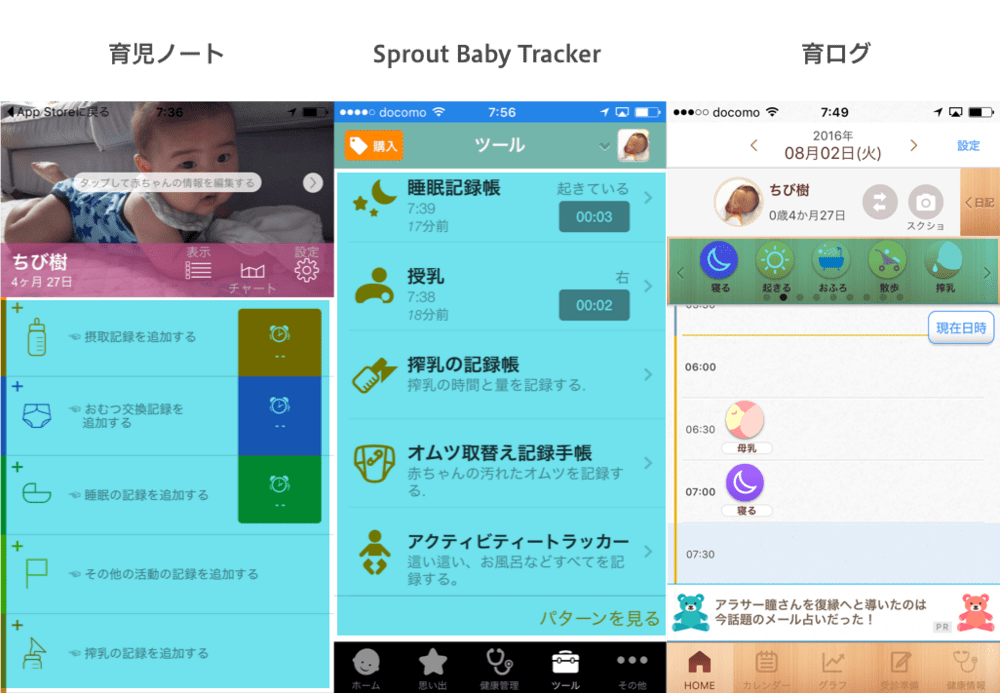 育児ノート
Sprout Baby Tracker
育ログ
App Storeに戻る
7:36
タップして赤ちゃんの情報を編集する
ちび樹
4ヶ月 27日
表示
チャート
設定
摂取記録を追加する
--
おむつ交換記録を
追加する
--
睡眠の記録を追加する
--
その他の活動の記録を追加する
搾乳の記録を追加する
docomo
7:56
購入
ツール
睡眠記録帳
7:39
17分前
起きている
00:03
授乳
7:38
18分前
右
00:02
搾乳の記録帳
搾乳の時間と量を記録する.
オムツ取替え記録手帳
赤ちゃんの汚れたオムツを記録す
る.
アクティビティートラッカー
這い這い、お風呂などすべてを記
録する。
パターンを見る
ホーム
思い出
健康管理
ツール
その他
docomo
7:49
2016年
08月02日(火)
設定
ちび樹
0歳4か月27日
スクショ
日記
寝る
起きる
おふろ
散歩
搾乳
現在日時
06:00
06:30
母乳
07:00
寝る
07:30
アラサー瞳さんを復縁へと導いたのは
今話題のメール占いだった！
PR
HOME
カレンダー
グラフ
受診準備
健康情報